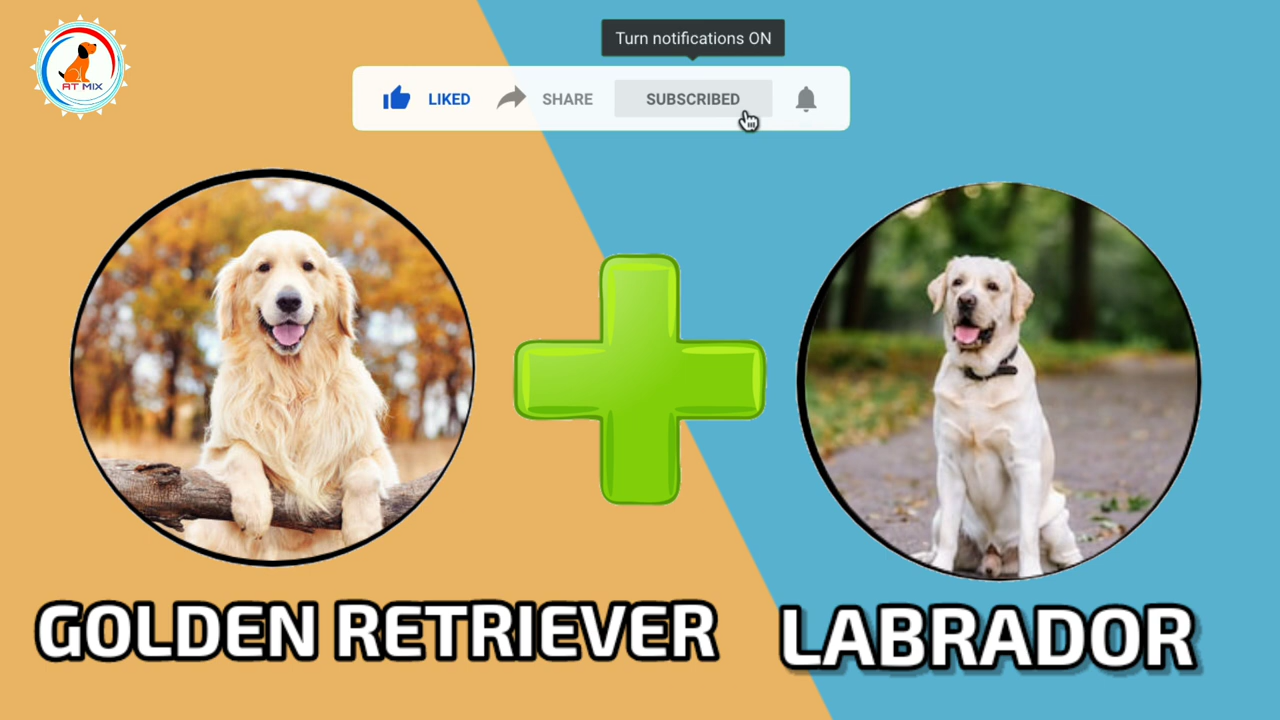 AT MIX
Turn notifications ON
LIKED SHARE SUBSCRIBED
GOLDEN RETRIEVER
LABRADOR